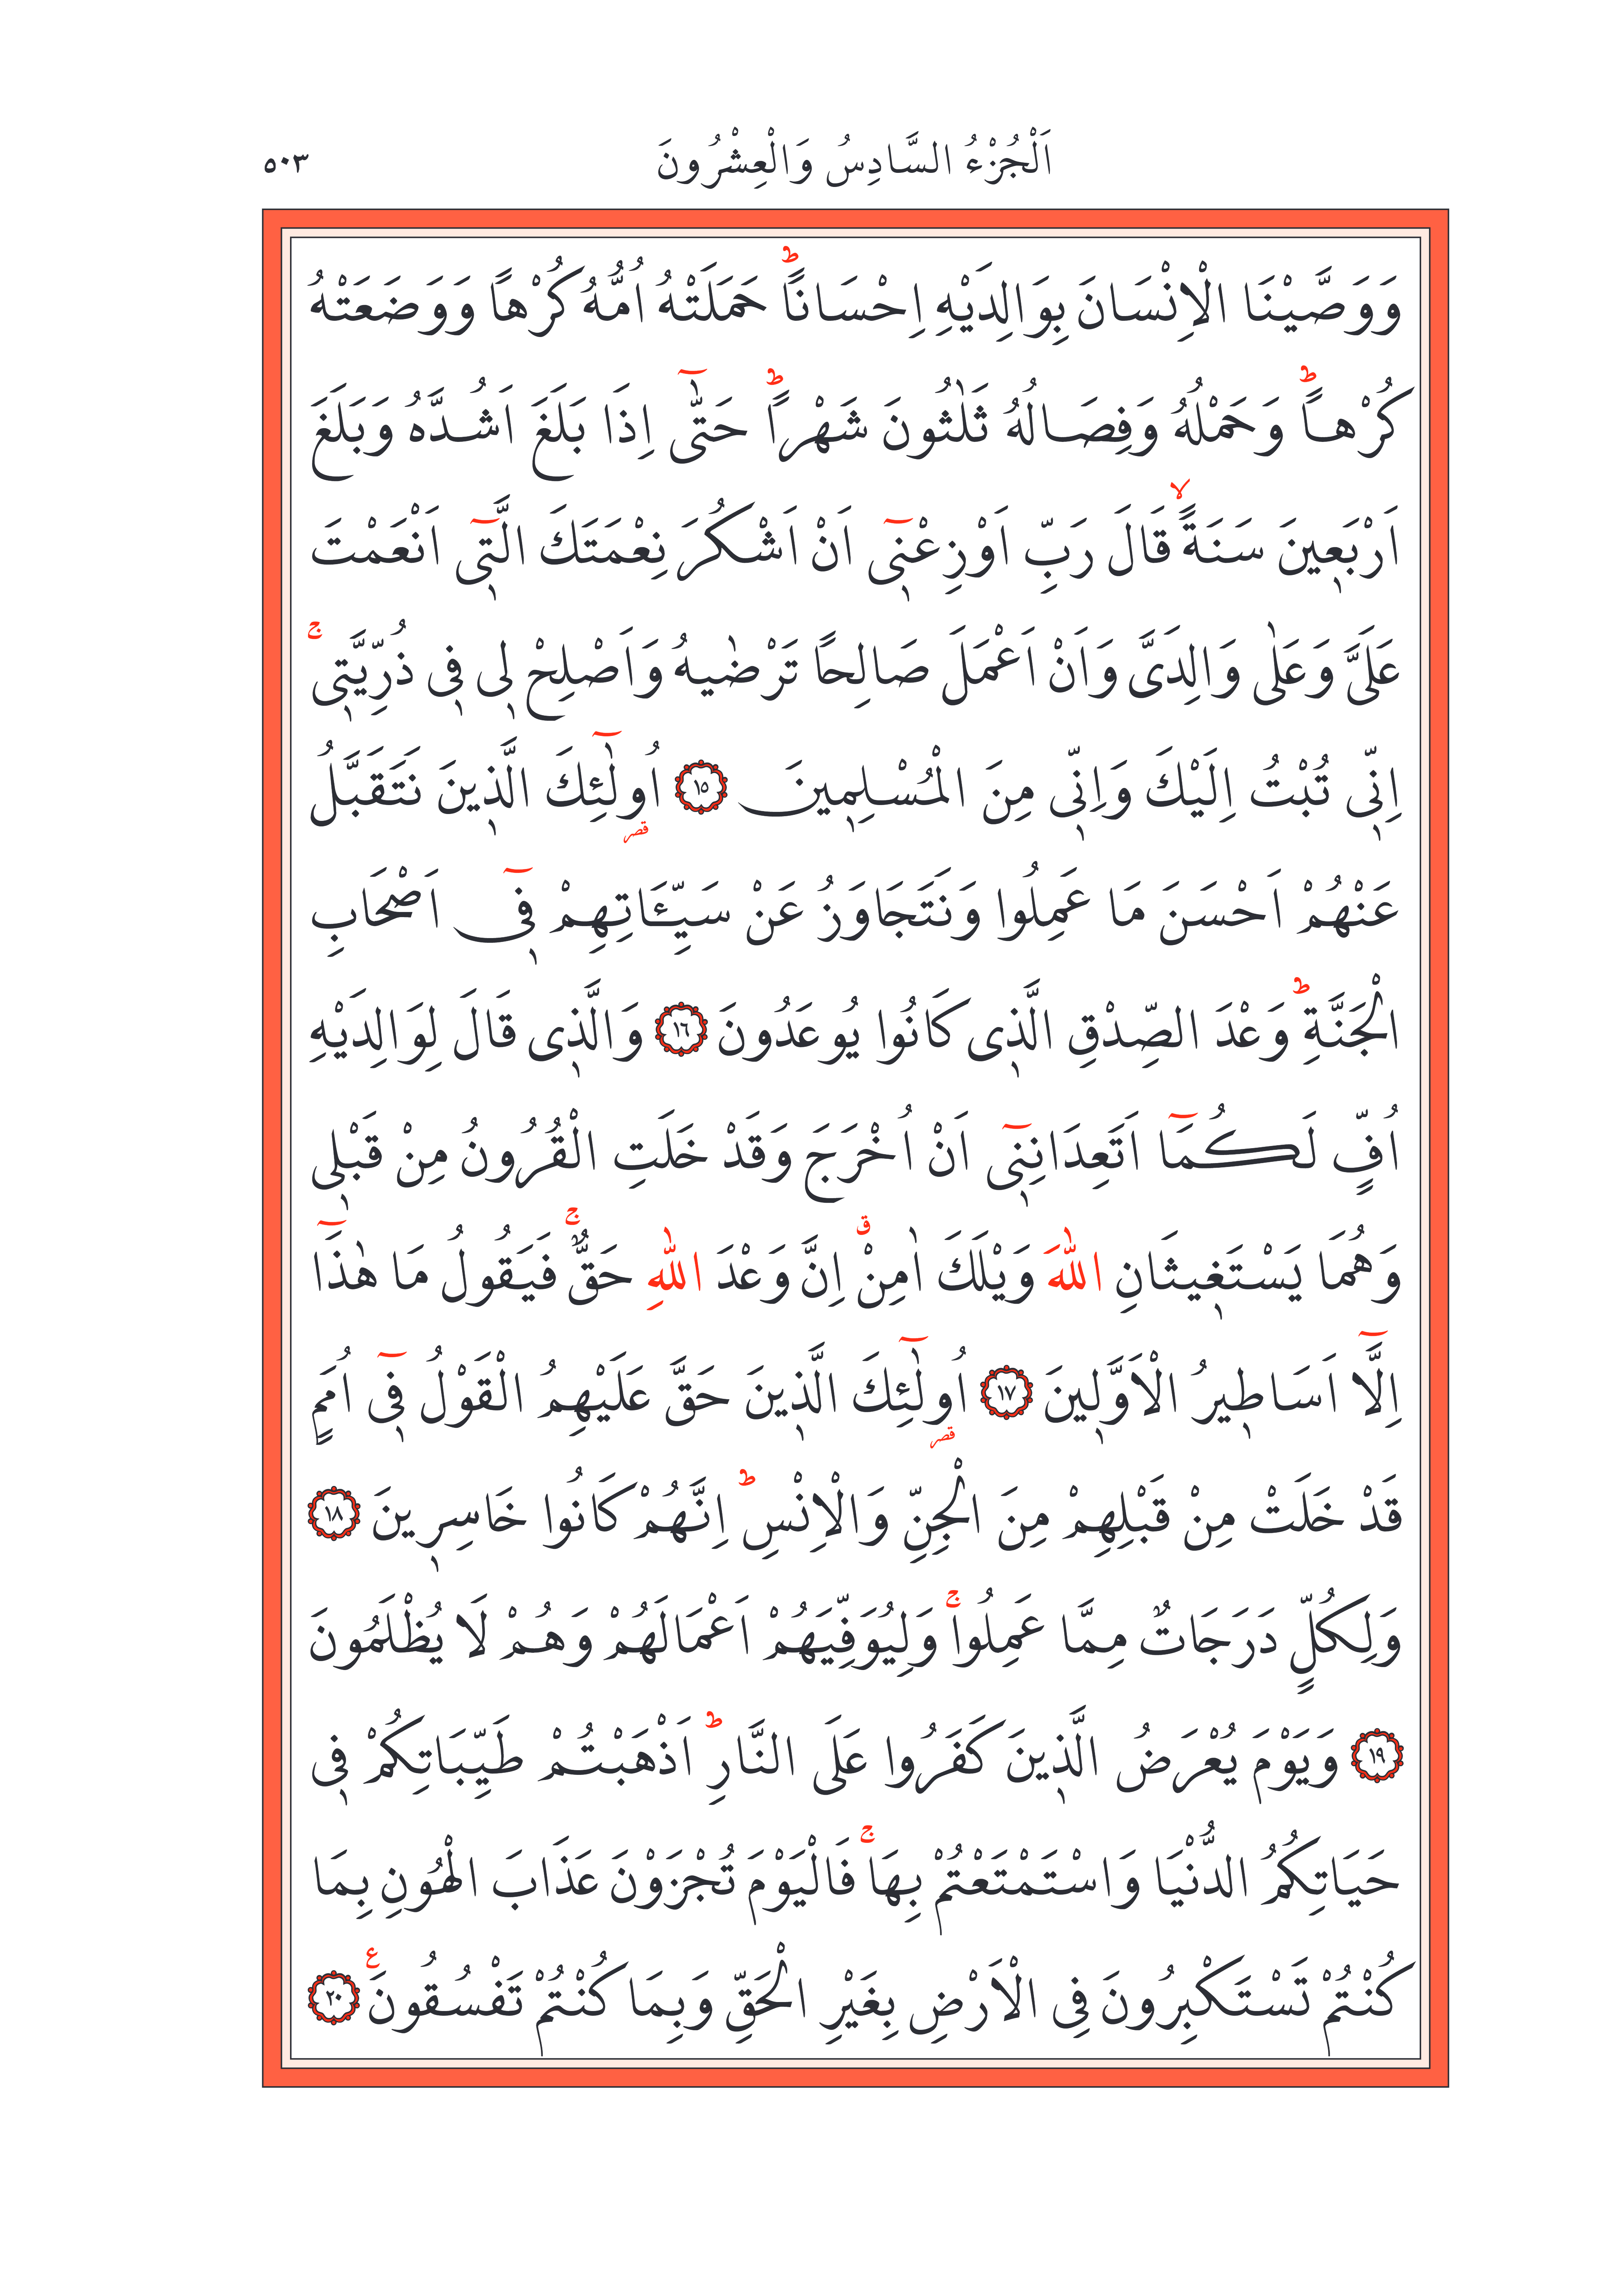 اَلْجُزْءُ السَّادِسُ وَالْعِشْرُونَ ٥٠٣
وَوَصَّيْنَا الْاِنْسَانَ بِوَالِدَيْهِ اِحْسَانًاۜ حَمَلَتْهُ اُمُّهُ كُرْهًا وَوَضَعَتْهُ
كُرْهًاۜ وَحَمْلُهُ وَفِصَالُهُ ثَلٰثُونَ شَهْرًاۜ حَتّٰٓى اِذَا بَلَغَ اَشُدَّهُ وَبَلَغَ
اَرْبَع۪ينَ سَنَةًۙ قَالَ رَبِّ اَوْزِعْن۪ٓى اَنْ اَشْكُرَ نِعْمَتَكَ الَّت۪ٓى اَنْعَمْتَ
عَلَىَّ وَعَلٰى وَالِدَىَّ وَاَنْ اَعْمَلَ صَالِحًا تَرْضٰيهُ وَاَصْلِحْ ل۪ى ف۪ى ذُرِّيَّت۪ىۚ
اِنّ۪ى تُبْتُ اِلَيْكَ وَاِنّ۪ى مِنَ الْمُسْلِم۪ينَ ١٥ اُو۬لٰٓئِكَ الَّذ۪ينَ نَتَقَبَّلُ
قصر
عَنْهُمْ اَحْسَنَ مَا عَمِلُوا وَنَتَجَاوَزُ عَنْ سَيِّـَٔاتِهِمْ ف۪ٓى اَصْحَابِ
الْجَنَّةِۜ وَعْدَ الصِّدْقِ الَّذ۪ى كَانُوا يُوعَدُونَ ١٦ وَالَّذ۪ى قَالَ لِوَالِدَيْهِ
اُفٍّ لَكُمَٓا اَتَعِدَانِن۪ٓى اَنْ اُخْرَجَ وَقَدْ خَلَتِ الْقُرُونُ مِنْ قَبْل۪ى
وَهُمَا يَسْتَغ۪يثَانِ اللّٰهَ وَيْلَكَ اٰمِنْۗ اِنَّ وَعْدَ اللّٰهِ حَقٌّۚ فَيَقُولُ مَا هٰذَٓا
اِلَّٓا اَسَاط۪يرُ الْاَوَّل۪ينَ ١٧ اُو۬لٰٓئِكَ الَّذ۪ينَ حَقَّ عَلَيْهِمُ الْقَوْلُ ف۪ٓى اُمَمٍ
قصر
قَدْ خَلَتْ مِنْ قَبْلِهِمْ مِنَ الْجِنِّ وَالْاِنْسِۜ اِنَّهُمْ كَانُوا خَاسِر۪ينَ ١٨
وَلِكُلٍّ دَرَجَاتٌ مِمَّا عَمِلُواۚ وَلِيُوَفِّيَهُمْ اَعْمَالَهُمْ وَهُمْ لَا يُظْلَمُونَ
١٩ وَيَوْمَ يُعْرَضُ الَّذ۪ينَ كَفَرُوا عَلَى النَّارِۜ اَذْهَبْتُمْ طَيِّبَاتِكُمْ ف۪ى
حَيَاتِكُمُ الدُّنْيَا وَاسْتَمْتَعْتُمْ بِهَاۚ فَالْيَوْمَ تُجْزَوْنَ عَذَابَ الْهُونِ بِمَا
كُنْتُمْ تَسْتَكْبِرُونَ فِى الْاَرْضِ بِغَيْرِ الْحَقِّ وَبِمَا كُنْتُمْ تَفْسُقُونَ ع ٢٠